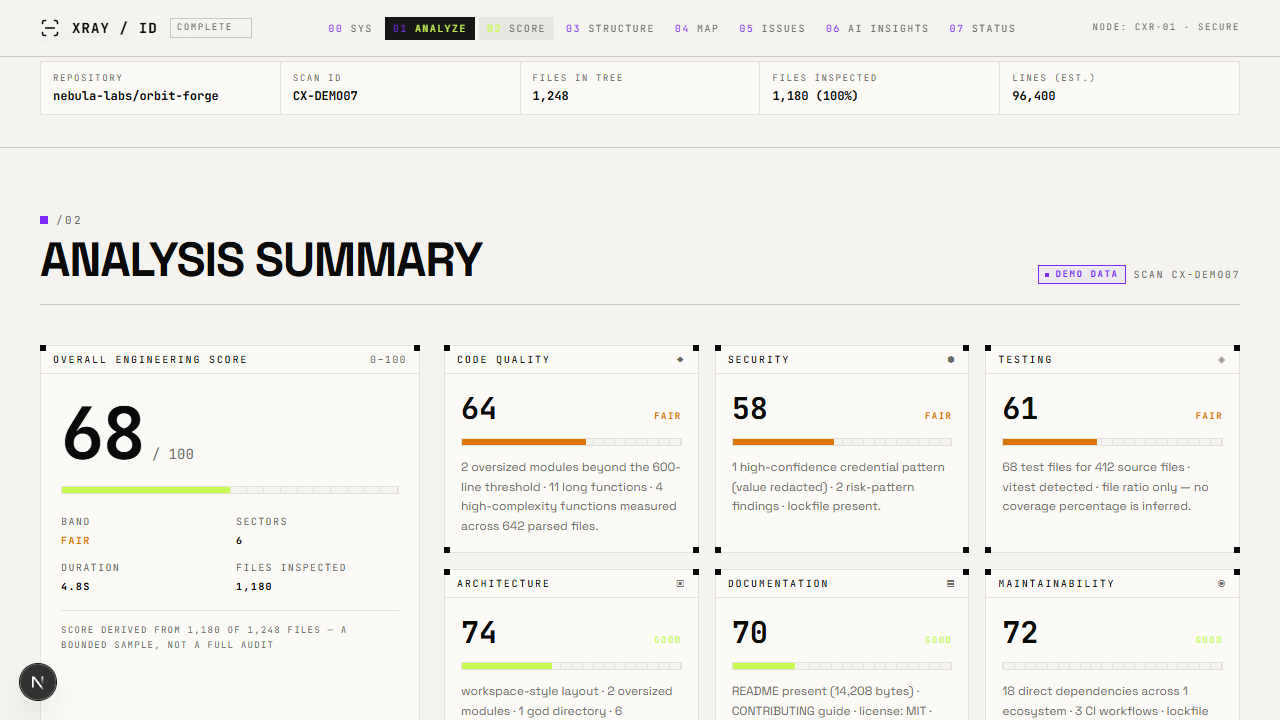 XRAY / ID COMPLETE 00 SYS 01 ANALYZE 02 SCORE 03 STRUCTURE 04 MAP 05 ISSUES 06 AI INSIGHTS 07 STATUS NODE: CXR-01 · SECURE
REPOSITORY SCAN ID FILES IN TREE FILES INSPECTED LINES (EST.)
nebula-labs/orbit-forge CX-DEMO07 1,248 1,180 (100%) 96,400
/02
ANALYSIS SUMMARY
DEMO DATA SCAN CX-DEMO07
OVERALL ENGINEERING SCORE 0–100
68 / 100
BAND SECTORS
FAIR 6
DURATION FILES INSPECTED
4.8S 1,180
SCORE DERIVED FROM 1,180 OF 1,248 FILES — A
BOUNDED SAMPLE, NOT A FULL AUDIT
CODE QUALITY
64 FAIR
2 oversized modules beyond the 600-
line threshold · 11 long functions · 4
high-complexity functions measured
across 642 parsed files.
SECURITY
58 FAIR
1 high-confidence credential pattern
(value redacted) · 2 risk-pattern
findings · lockfile present.
TESTING
61 FAIR
68 test files for 412 source files ·
vitest detected · file ratio only — no
coverage percentage is inferred.
ARCHITECTURE
74 GOOD
workspace-style layout · 2 oversized
modules · 1 god directory · 6
DOCUMENTATION
70 GOOD
README present (14,208 bytes) ·
CONTRIBUTING guide · license: MIT ·
MAINTAINABILITY
72 GOOD
18 direct dependencies across 1
ecosystem · 3 CI workflows · lockfile
N